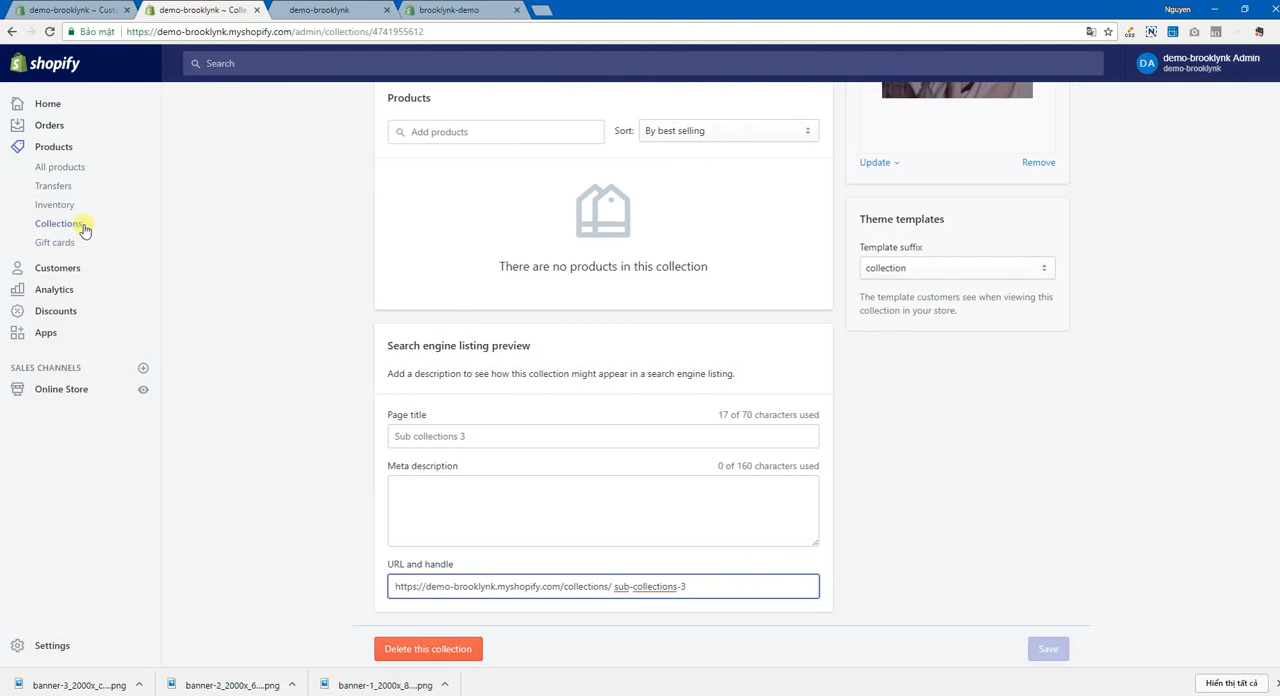 demo-brooklynk ~ Cust
demo-brooklynk ~ Colle
demo-brooklynk
brooklynk-demo
Nguyen
Bảo mật
https://demo-brooklynk.myshopify.com/admin/collections/4741955612
shopify
Search
DA
demo-brooklynk Admin
demo-brooklynk
Home
Orders
Products
All products
Transfers
Inventory
Collections
Gift cards
Customers
Analytics
Discounts
Apps
SALES CHANNELS
Online Store
Settings
Products
Add products
Sort:
By best selling
There are no products in this collection
Search engine listing preview
Add a description to see how this collection might appear in a search engine listing.
Page title
17 of 70 characters used
Sub collections 3
Meta description
0 of 160 characters used
URL and handle
https://demo-brooklynk.myshopify.com/collections/ sub-collections-3
Delete this collection
Save
Update
Remove
Theme templates
Template suffix
collection
The template customers see when viewing this
collection in your store.
banner-3_2000x_c....png
banner-2_2000x_6....png
banner-1_2000x_8....png
Hiển thị tất cả